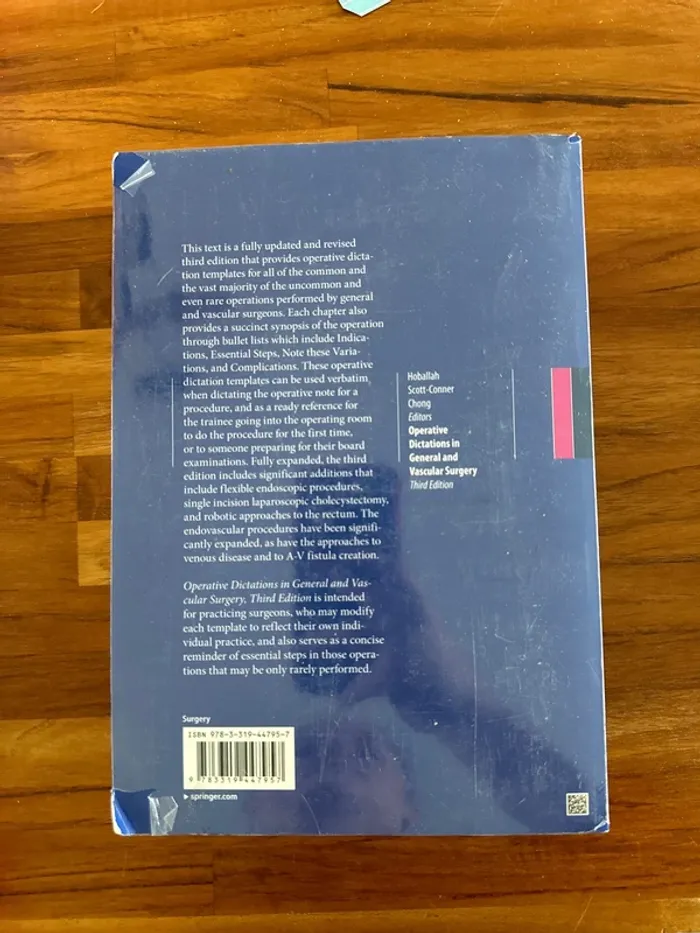 This text is a fully updated and revised
third edition that provides operative dicta-
tion templates for all of the common and
the vast majority of the uncommon and
even rare operations performed by general
and vascular surgeons. Each chapter also
provides a succinct synopsis of the operation
through bullet lists which include Indica-
tions, Essential Steps, Note these Varia-
tions, and Complications. These operative
dictation templates can be used verbatim
when dictating the operative note for a
procedure, and as a ready reference for
the trainee going into the operating room
to do the procedure for the first time,
or to someone preparing for their board
examinations. Fully expanded, the third
edition includes significant additions that
include flexible endoscopic procedures,
single incision laparoscopic cholecystectomy,
and robotic approaches to the rectum. The
endovascular procedures have been signifi-
cantly expanded, as have the approaches to
venous disease and to A-V fistula creation.
Operative Dictations in General and Vas-
cular Surgery, Third Edition is intended
for practicing surgeons, who may modify
each template to reflect their own indi-
vidual practice, and also serves as a concise
reminder of essential steps in those opera-
tions that may be only rarely performed.
Hoballah
Scott-Conner
Chong
Editors
Operative
Dictations in
General and
Vascular Surgery
Third Edition
Surgery
ISBN 978-3-319-44795-7
9 783319 447957
▶ springer.com